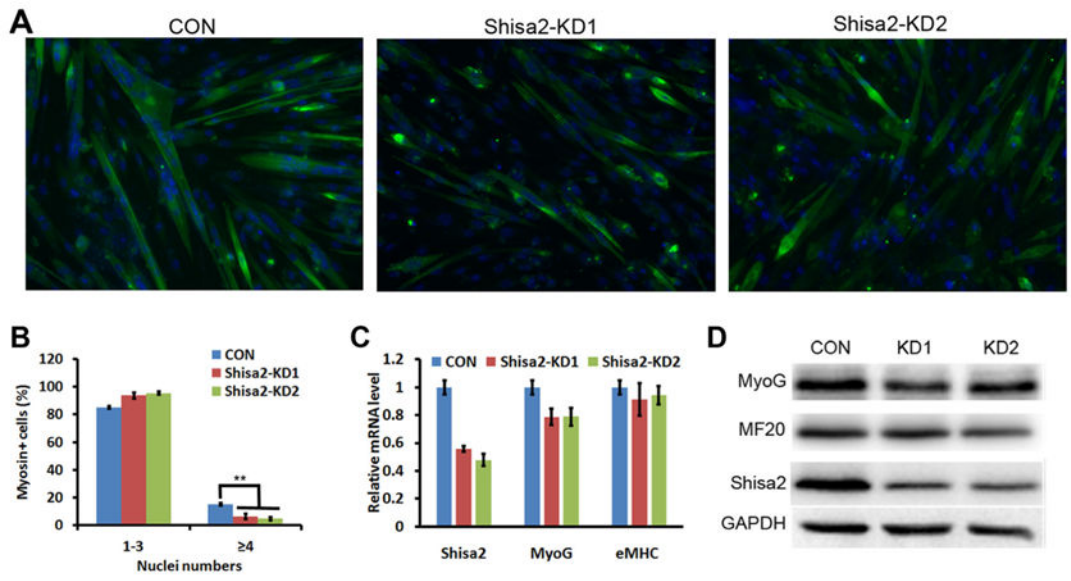 A
CON
Shisa2-KD1
Shisa2-KD2
B
CON
Shisa2-KD1
Shisa2-KD2
Myosin+ cells (%)
120
100
80
60
40
20
0
**
1-3
≥4
Nuclei numbers
C
CON
Shisa2-KD1
Shisa2-KD2
Relative mRNA level
1.2
1
0.8
0.6
0.4
0.2
0
Shisa2
MyoG
eMHC
D
CON
KD1
KD2
MyoG
MF20
Shisa2
GAPDH